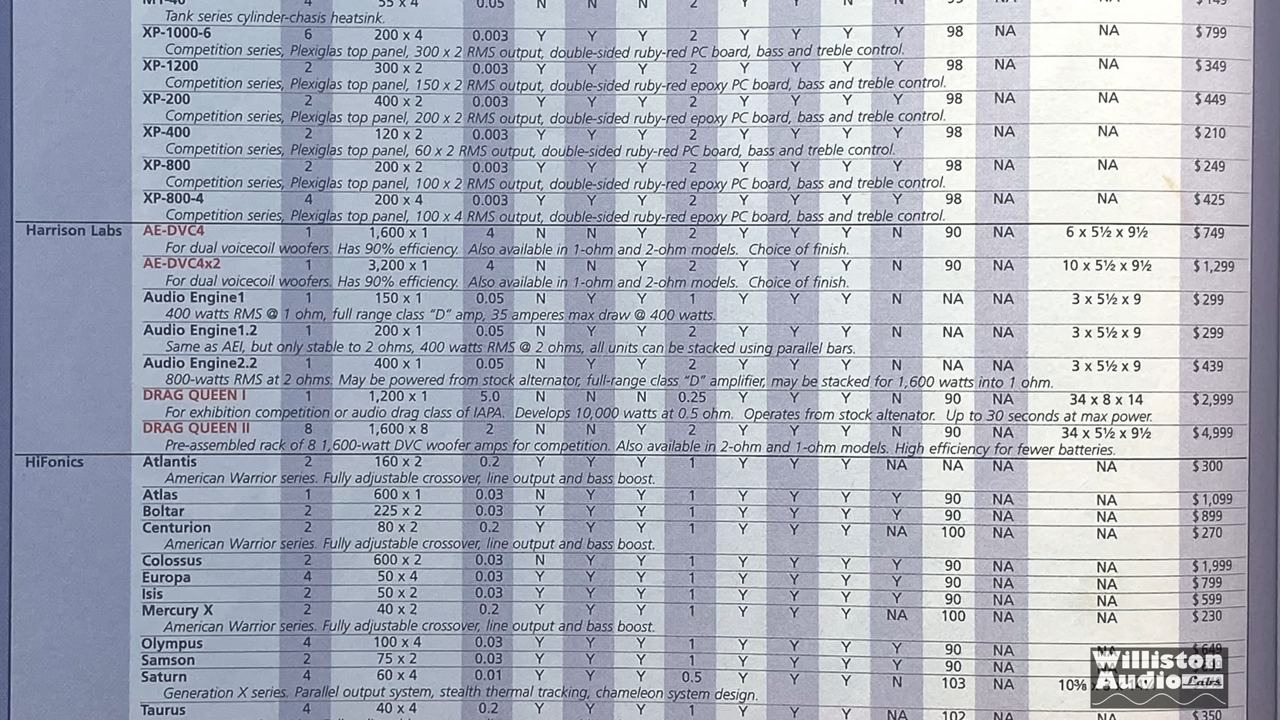 4 55 x 4 0.05 N N N 2 Y Y Y N NA NA
Tank series cylinder-chasis heatsink.
XP-1000-6 6 200 x 4 0.003 Y Y Y 2 Y Y Y Y 98 NA NA $799
Competition series, Plexiglas top panel, 300 x 2 RMS output, double-sided ruby-red PC board, bass and treble control.
XP-1200 2 300 x 2 0.003 Y Y Y 2 Y Y Y Y 98 NA NA $349
Competition series, Plexiglas top panel, 150 x 2 RMS output, double-sided ruby-red epoxy PC board, bass and treble control.
XP-200 2 400 x 2 0.003 Y Y Y 2 Y Y Y Y 98 NA NA $449
Competition series, Plexiglas top panel, 200 x 2 RMS output, double-sided ruby-red epoxy PC board, bass and treble control.
XP-400 2 120 x 2 0.003 Y Y Y 2 Y Y Y Y 98 NA NA $210
Competition series, Plexiglas top panel, 60 x 2 RMS output, double-sided ruby-red PC board, bass and treble control.
XP-800 2 200 x 2 0.003 Y Y Y 2 Y Y Y Y 98 NA NA $249
Competition series, Plexiglas top panel, 100 x 2 RMS output, double-sided ruby-red epoxy PC board, bass and treble control.
XP-800-4 4 200 x 4 0.003 Y Y Y 2 Y Y Y Y 98 NA NA $425
Competition series, Plexiglas top panel, 100 x 4 RMS output, double-sided ruby-red epoxy PC board, bass and treble control.
Harrison Labs AE-DVC4 1 1,600 x 1 4 N N Y 2 Y Y Y N 90 NA 6 x 5½ x 9½ $749
For dual voicecoil woofers. Has 90% efficiency. Also available in 1-ohm and 2-ohm models. Choice of finish.
AE-DVC4x2 1 3,200 x 1 4 N N Y 2 Y Y Y N 90 NA 10 x 5½ x 9½ $1,299
For dual voicecoil woofers. Has 90% efficiency. Also available in 1-ohm and 2-ohm models. Choice of finish.
Audio Engine1 1 150 x 1 0.05 N Y Y 1 Y Y Y N NA NA 3 x 5½ x 9 $299
400 watts RMS @ 1 ohm, full range class "D" amp, 35 amperes max draw @ 400 watts.
Audio Engine1.2 1 200 x 1 0.05 N Y Y 2 Y Y Y N NA NA 3 x 5½ x 9 $299
Same as AEI, but only stable to 2 ohms, 400 watts RMS @ 2 ohms, all units can be stacked using parallel bars.
Audio Engine2.2 1 400 x 1 0.05 N Y Y 2 Y Y Y N NA NA 3 x 5½ x 9 $439
800-watts RMS at 2 ohms. May be powered from stock alternator, full-range class "D" amplifier, may be stacked for 1,600 watts into 1 ohm.
DRAG QUEEN I 1 1,200 x 1 5.0 N N N 0.25 Y Y Y N 90 NA 34 x 8 x 14 $2,999
For exhibition competition or audio drag class of IAPA. Develops 10,000 watts at 0.5 ohm. Operates from stock altenator. Up to 30 seconds at max power.
DRAG QUEEN II 8 1,600 x 8 2 N N Y 2 Y Y Y N 90 NA 34 x 5½ x 9½ $4,999
Pre-assembled rack of 8 1,600-watt DVC woofer amps for competition. Also available in 2-ohm and 1-ohm models. High efficiency for fewer batteries.
HiFonics Atlantis 2 160 x 2 0.2 Y Y Y 1 Y Y Y NA NA NA NA $300
American Warrior series. Fully adjustable crossover, line output and bass boost.
Atlas 1 600 x 1 0.03 N Y Y 1 Y Y Y Y 90 NA NA $1,099
Boltar 2 225 x 2 0.03 Y Y Y 1 Y Y Y Y 90 NA NA $899
Centurion 2 80 x 2 0.2 Y Y Y 1 Y Y Y NA 100 NA NA $270
American Warrior series. Fully adjustable crossover, line output and bass boost.
Colossus 2 600 x 2 0.03 N Y Y 1 Y Y Y Y 90 NA NA $1,999
Europa 4 50 x 4 0.03 Y Y Y 1 Y Y Y Y 90 NA NA $799
Isis 2 50 x 2 0.03 Y Y Y 1 Y Y Y Y 90 NA NA $599
Mercury X 2 40 x 2 0.2 Y Y Y 1 Y Y Y NA 100 NA NA $230
American Warrior series. Fully adjustable crossover, line output and bass boost.
Olympus 4 100 x 4 0.03 Y Y Y 1 Y Y Y Y 90 NA NA $649
Samson 2 75 x 2 0.03 Y Y Y 1 Y Y Y Y 90 NA
Saturn 4 60 x 4 0.01 Y Y Y 0.5 Y Y Y N 103 NA 10⅝ x
Generation X series. Parallel output system, stealth thermal tracking, chameleon system design.
Taurus 4 40 x 4 0.2 Y Y Y 1 Y Y Y NA 102 NA NA $350
Williston
Audio Labs